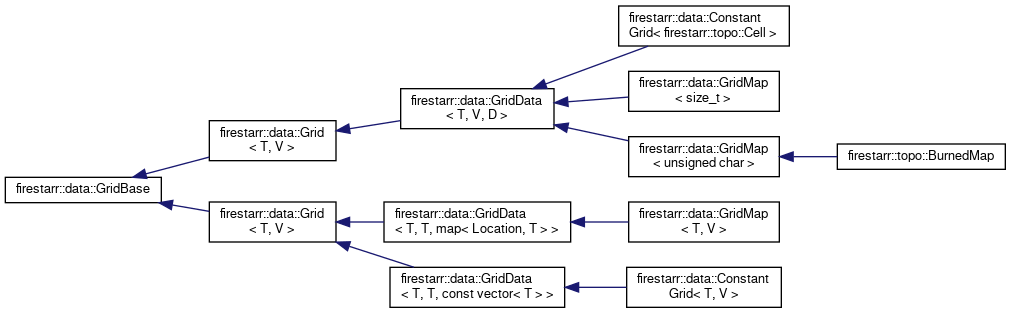 firestarr::data::GridBase
firestarr::data::Grid
< T, V >
firestarr::data::GridData
< T, V, D >
firestarr::data::Constant
Grid< firestarr::topo::Cell >
firestarr::data::GridMap
< size_t >
firestarr::data::GridMap
< unsigned char >
firestarr::topo::BurnedMap
firestarr::data::Grid
< T, V >
firestarr::data::GridData
< T, T, map< Location, T > >
firestarr::data::GridMap
< T, V >
firestarr::data::GridData
< T, T, const vector< T > >
firestarr::data::Constant
Grid< T, V >